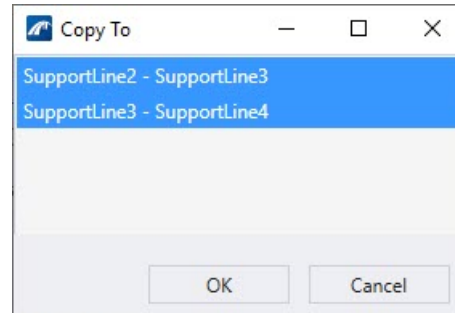 Copy To
SupportLine2 - SupportLine3
SupportLine3 - SupportLine4
OK
Cancel